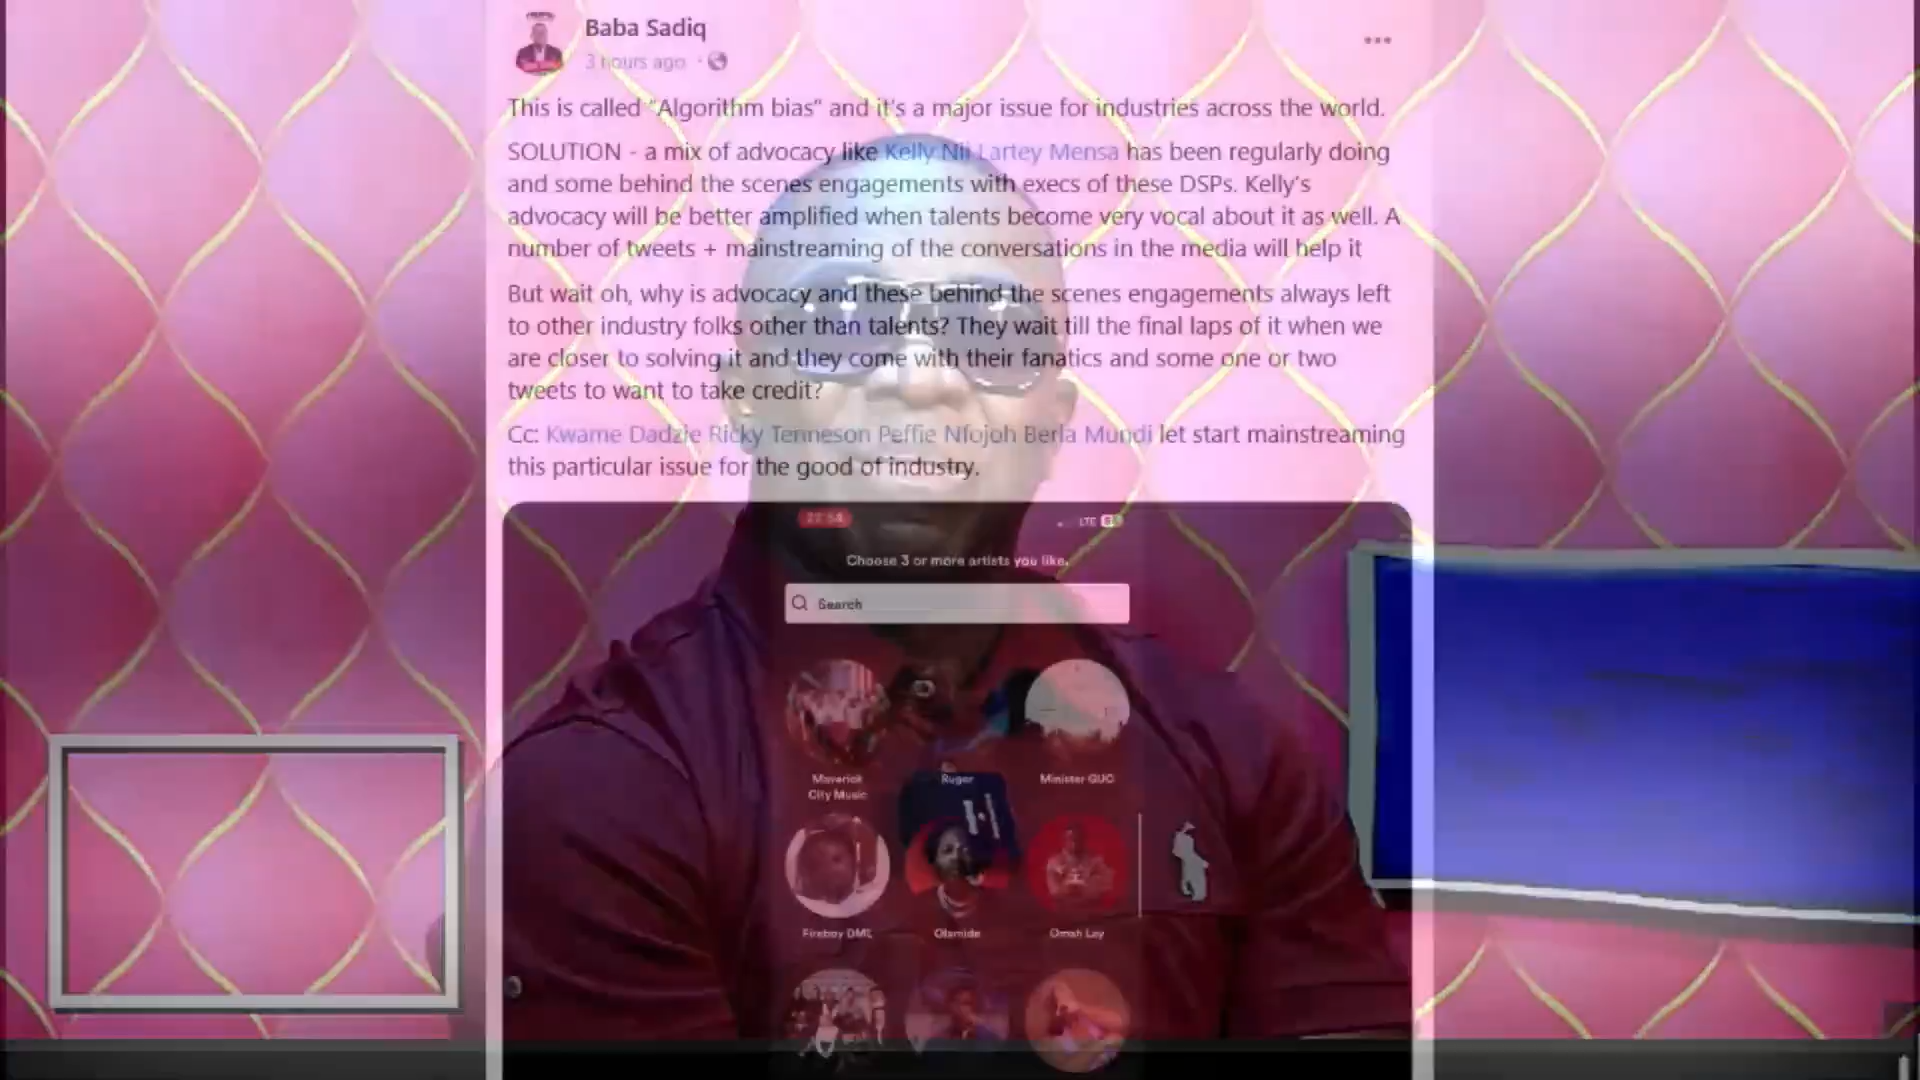 Baba Sadiq
3 hours ago ·
This is called “Algorithm bias” and it's a major issue for industries across the world.
SOLUTION - a mix of advocacy like Kelly Nii Lartey Mensa has been regularly doing
and some behind the scenes engagements with execs of these DSPs. Kelly's
advocacy will be better amplified when talents become very vocal about it as well. A
number of tweets + mainstreaming of the conversations in the media will help it
But wait oh, why is advocacy and these behind the scenes engagements always left
to other industry folks other than talents? They wait till the final laps of it when we
are closer to solving it and they come with their fanatics and some one or two
tweets to want to take credit?
Cc: Kwame Dadzie Ricky Tenneson Peffie Nfojoh Berla Mundi let start mainstreaming
this particular issue for the good of industry.
LTE
Choose 3 or more artists you like.
Search
Maverick
City Music
Ruger
Minister GUC
Fireboy DML
Olamide
Omah Lay